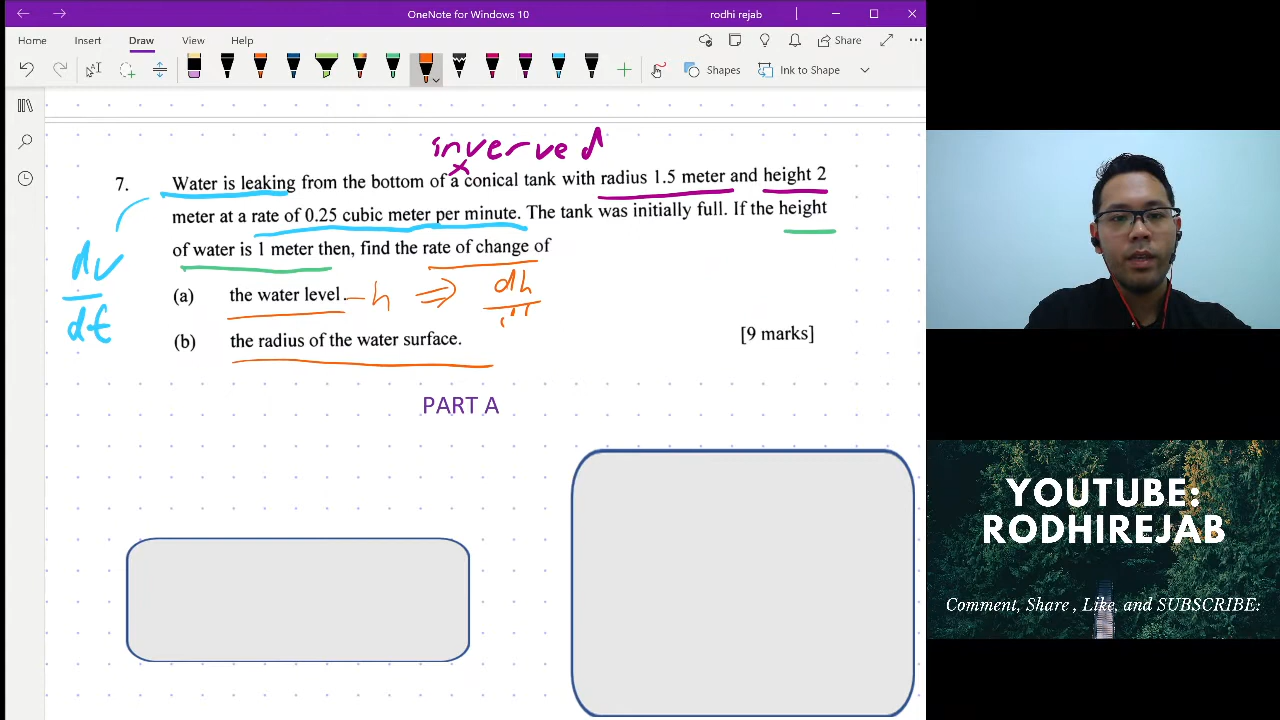 OneNote for Windows 10
rodhi rejab
Home Insert Draw View Help
Share
Shapes
Ink to Shape
inverved
7. Water is leaking from the bottom of a conical tank with radius 1.5 meter and height 2
meter at a rate of 0.25 cubic meter per minute. The tank was initially full. If the height
of water is 1 meter then, find the rate of change of
dv
dt
(a) the water level. h ⇒ dh
(b) the radius of the water surface. [9 marks]
PART A
YOUTUBE:
RODHIREJAB
Comment, Share , Like, and SUBSCRIBE: